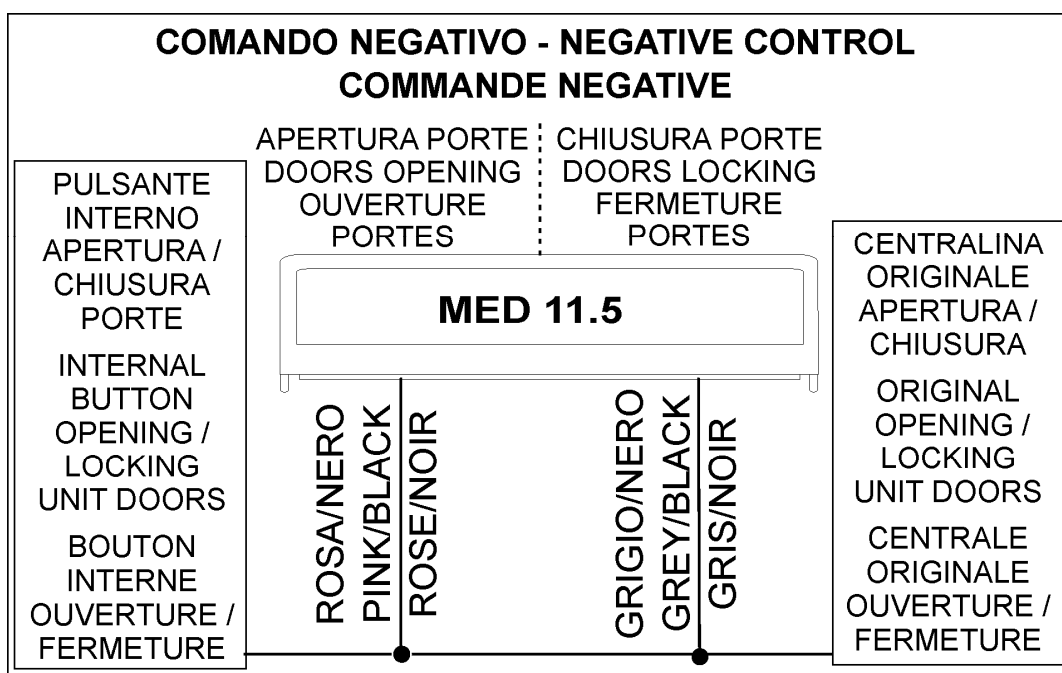 COMANDO NEGATIVO - NEGATIVE CONTROL
COMMANDE NEGATIVE
APERTURA PORTE
DOORS OPENING
OUVERTURE
PORTES
CHIUSURA PORTE
DOORS LOCKING
FERMETURE
PORTES
PULSANTE
INTERNO
APERTURA /
CHIUSURA
PORTE
INTERNAL
BUTTON
OPENING /
LOCKING
UNIT DOORS
BOUTON
INTERNE
OUVERTURE /
FERMETURE
MED 11.5
ROSA/NERO
PINK/BLACK
ROSE/NOIR
GRIGIO/NERO
GREY/BLACK
GRIS/NOIR
CENTRALINA
ORIGINALE
APERTURA /
CHIUSURA
ORIGINAL
OPENING /
LOCKING
UNIT DOORS
CENTRALE
ORIGINALE
OUVERTURE /
FERMETURE